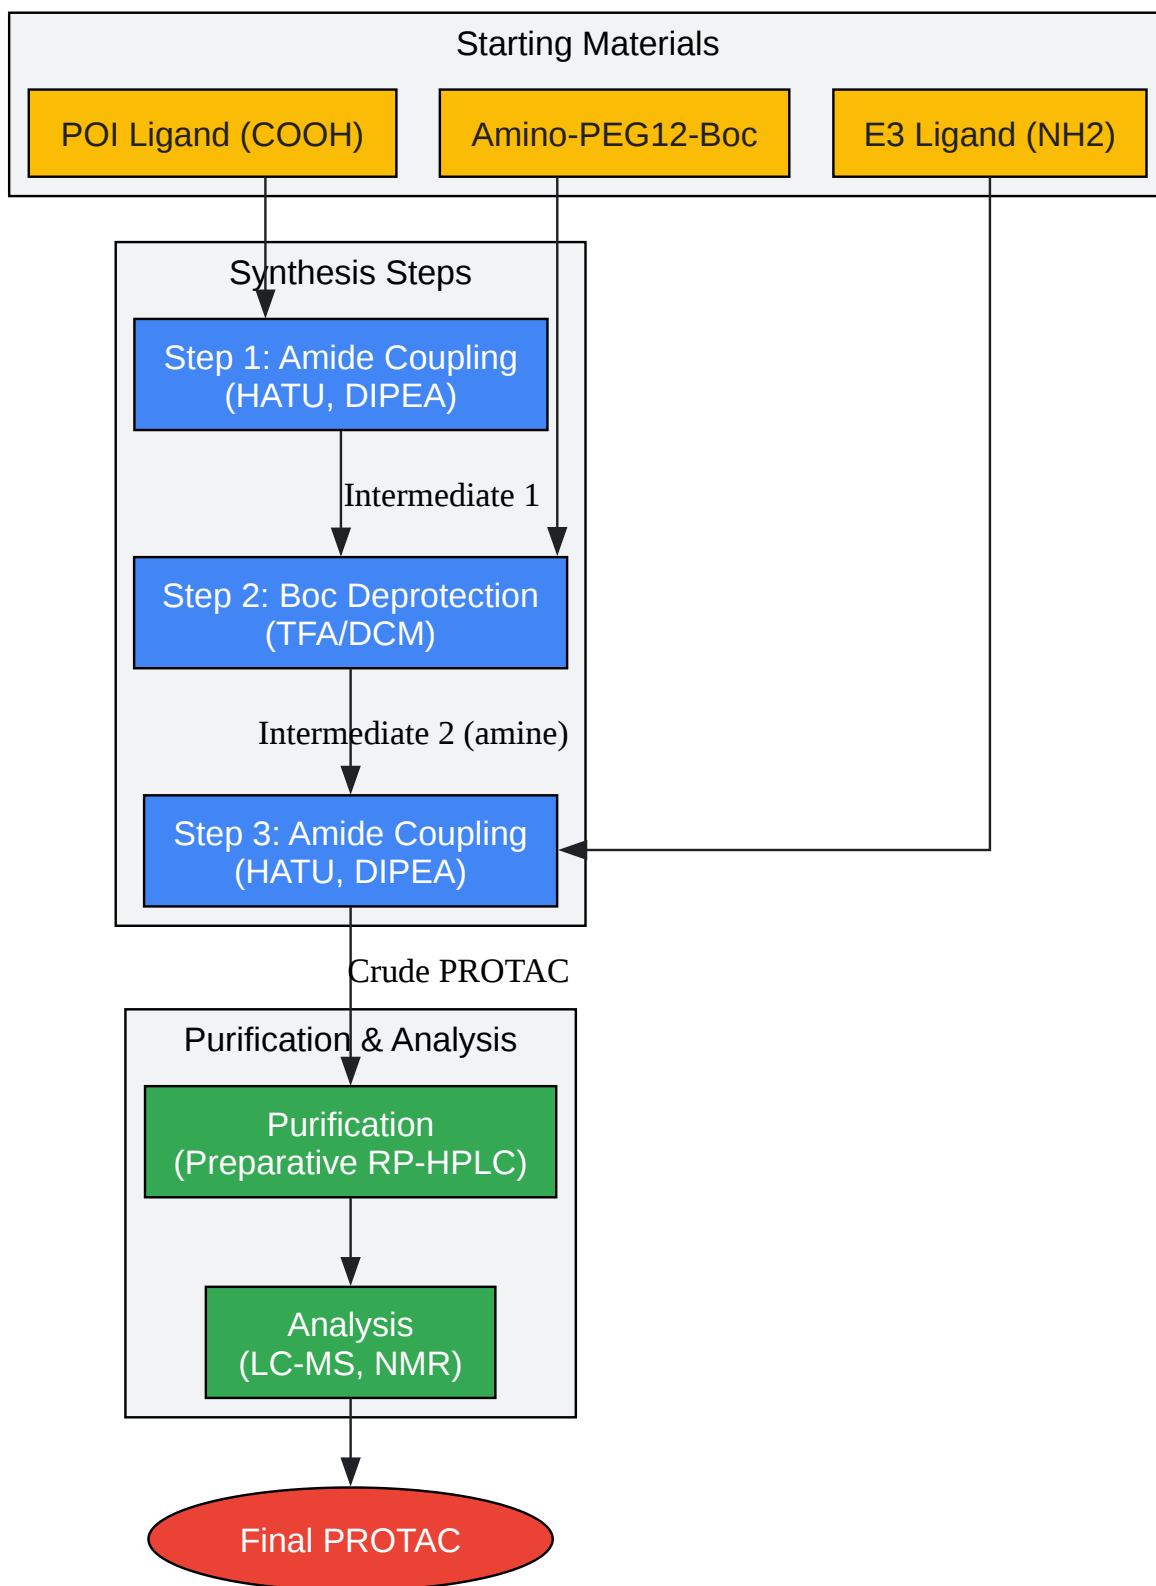 Starting Materials
POI Ligand (COOH)
Amino-PEG12-Boc
E3 Ligand (NH2)
Synthesis Steps
Step 1: Amide Coupling
(HATU, DIPEA)
Intermediate 1
Step 2: Boc Deprotection
(TFA/DCM)
Intermediate 2 (amine)
Step 3: Amide Coupling
(HATU, DIPEA)
Crude PROTAC
Purification & Analysis
Purification
(Preparative RP-HPLC)
Analysis
(LC-MS, NMR)
Final PROTAC